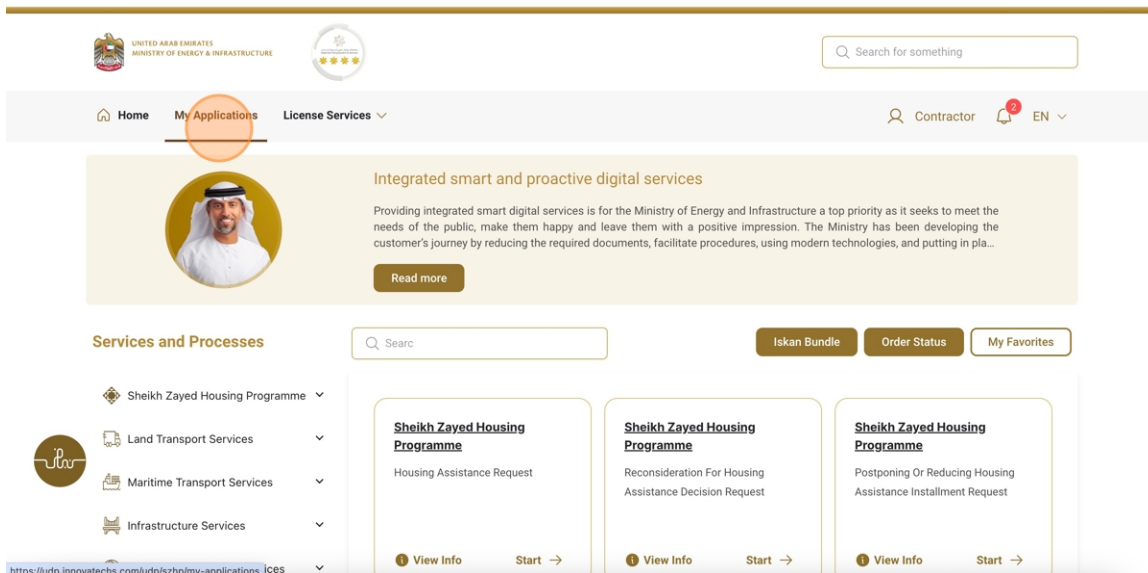 UNITED ARAB EMIRATES
MINISTRY OF ENERGY & INFRASTRUCTURE
Search for something
Home My Applications License Services
Contractor 2 EN
Integrated smart and proactive digital services
Providing integrated smart digital services is for the Ministry of Energy and Infrastructure a top priority as it seeks to meet the
needs of the public, make them happy and leave them with a positive impression. The Ministry has been developing the
customer's journey by reducing the required documents, facilitate procedures, using modern technologies, and putting in pla...
Read more
Services and Processes
Searc
Iskan Bundle Order Status My Favorites
Sheikh Zayed Housing Programme
Land Transport Services
Maritime Transport Services
Infrastructure Services
ices
Sheikh Zayed Housing
Programme
Housing Assistance Request
View Info Start →
Sheikh Zayed Housing
Programme
Reconsideration For Housing
Assistance Decision Request
View Info Start →
Sheikh Zayed Housing
Programme
Postponing Or Reducing Housing
Assistance Installment Request
View Info Start →
https://udp.innovatechs.com/udp/szhp/my-applications